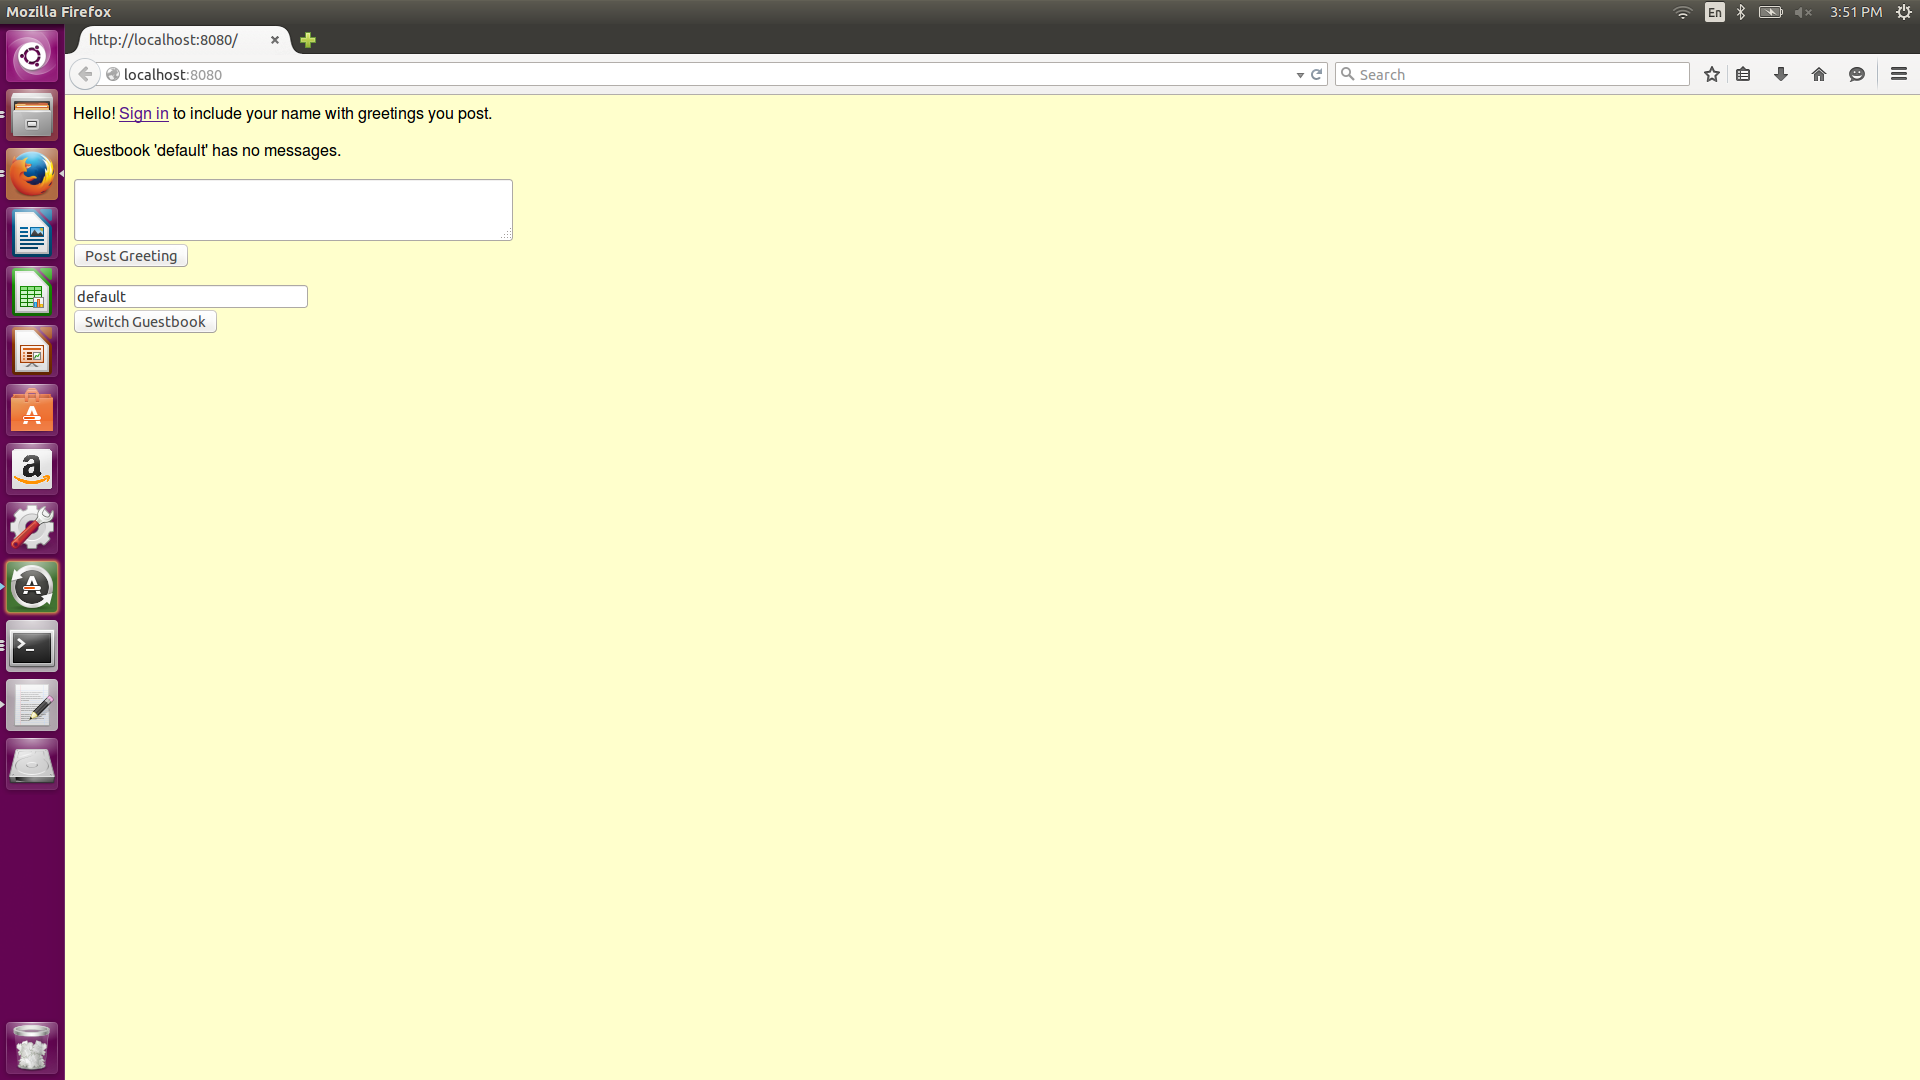 Mozilla Firefox
En
3:51 PM
http://localhost:8080/
localhost:8080
Search
Hello! Sign in to include your name with greetings you post.
Guestbook 'default' has no messages.
Post Greeting
default
Switch Guestbook